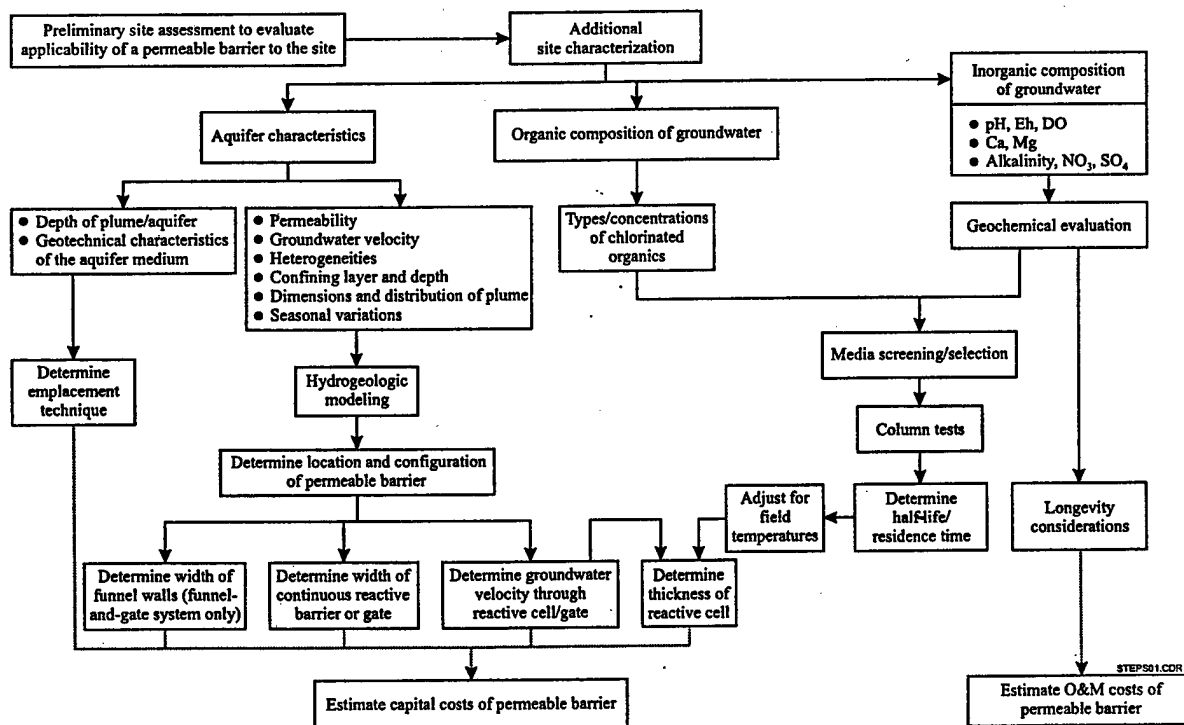 Preliminary site assessment to evaluate
applicability of a permeable barrier to the site
Additional
site characterization
Inorganic composition
of groundwater
● pH, Eh, DO
● Ca, Mg
● Alkalinity, NO₃, SO₄
Aquifer characteristics
Organic composition of groundwater
● Depth of plume/aquifer
● Geotechnical characteristics
of the aquifer medium
● Permeability
● Groundwater velocity
● Heterogeneities
● Confining layer and depth
● Dimensions and distribution of plume
● Seasonal variations
Types/concentrations
of chlorinated
organics
Geochemical evaluation
Determine
emplacement
technique
Hydrogeologic
modeling
Media screening/selection
Column tests
Determine location and configuration
of permeable barrier
Adjust for
field
temperatures
Determine
half-life/
residence time
Longevity
considerations
Determine width of
funnel walls (funnel-
and-gate system only)
Determine width of
continuous reactive
barrier or gate
Determine groundwater
velocity through
reactive cell/gate
Determine
thickness of
reactive cell
STEPS01.CDR
Estimate capital costs of permeable barrier
Estimate O&M costs of
permeable barrier